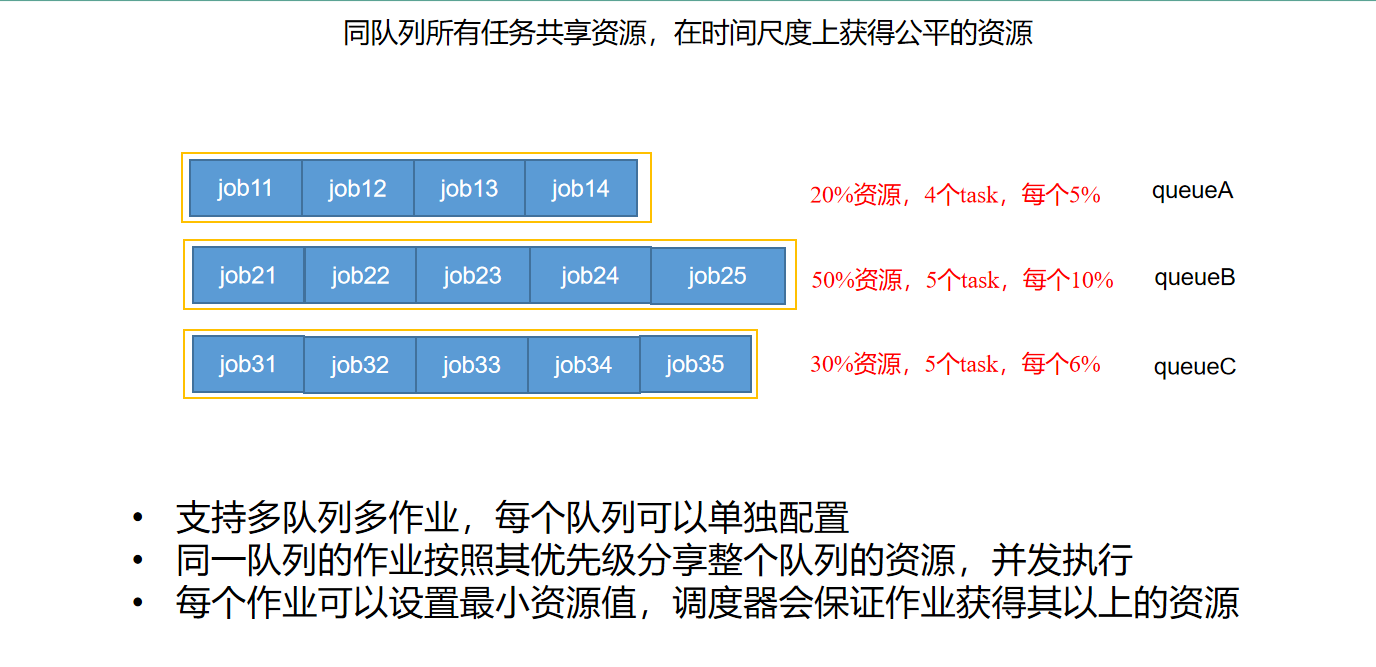 同队列所有任务共享资源，在时间尺度上获得公平的资源
job11 job12 job13 job14 20%资源，4个task，每个5% queueA
job21 job22 job23 job24 job25 50%资源，5个task，每个10% queueB
job31 job32 job33 job34 job35 30%资源，5个task，每个6% queueC
• 支持多队列多作业，每个队列可以单独配置
• 同一队列的作业按照其优先级分享整个队列的资源，并发执行
• 每个作业可以设置最小资源值，调度器会保证作业获得其以上的资源